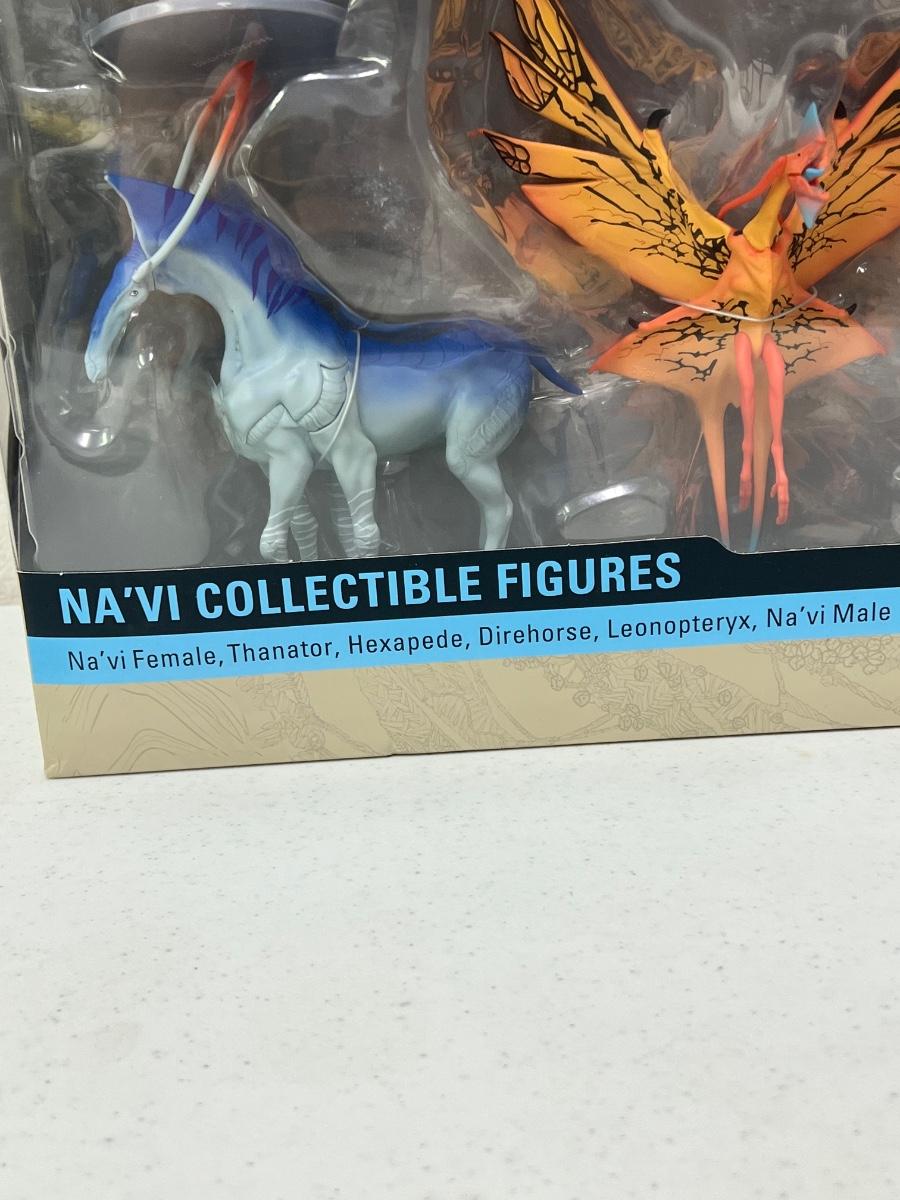 NA'VI COLLECTIBLE FIGURES
Na'vi Female, Thanator, Hexapede, Direhorse, Leonopteryx, Na'vi Male